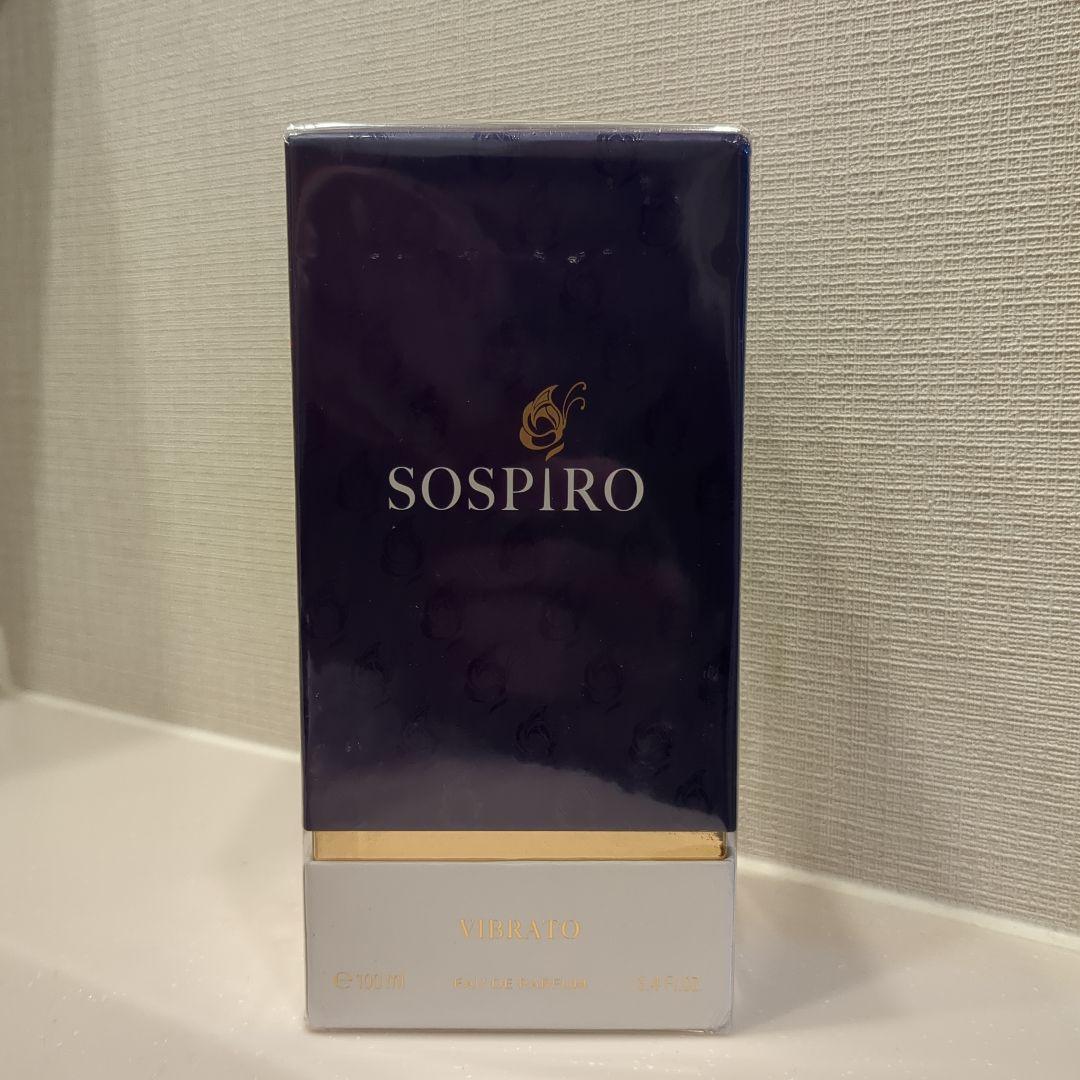 SOSPIRO
VIBRATO
℮ 100 ml EAU DE PARFUM 3.4 Fl.oz.